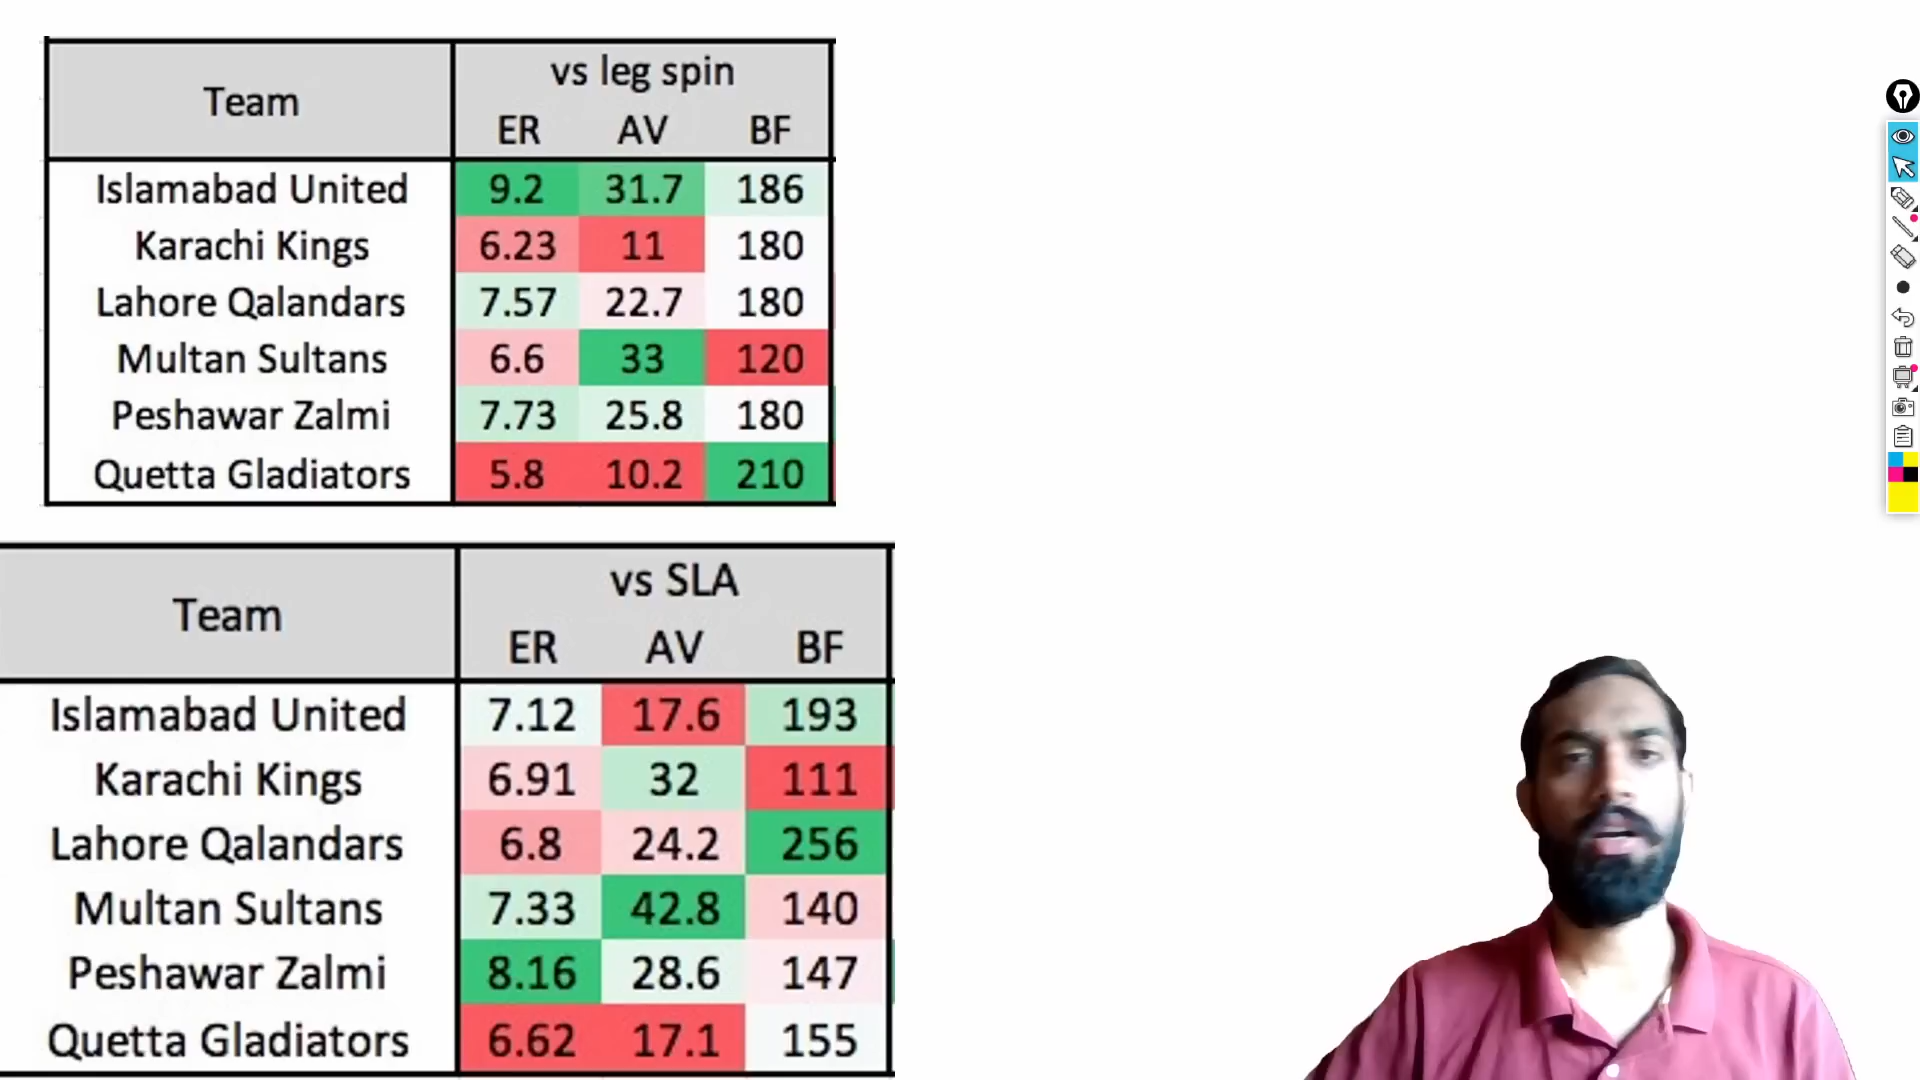 Team vs leg spin
ER AV BF
Islamabad United 9.2 31.7 186
Karachi Kings 6.23 11 180
Lahore Qalandars 7.57 22.7 180
Multan Sultans 6.6 33 120
Peshawar Zalmi 7.73 25.8 180
Quetta Gladiators 5.8 10.2 210
Team vs SLA
ER AV BF
Islamabad United 7.12 17.6 193
Karachi Kings 6.91 32 111
Lahore Qalandars 6.8 24.2 256
Multan Sultans 7.33 42.8 140
Peshawar Zalmi 8.16 28.6 147
Quetta Gladiators 6.62 17.1 155